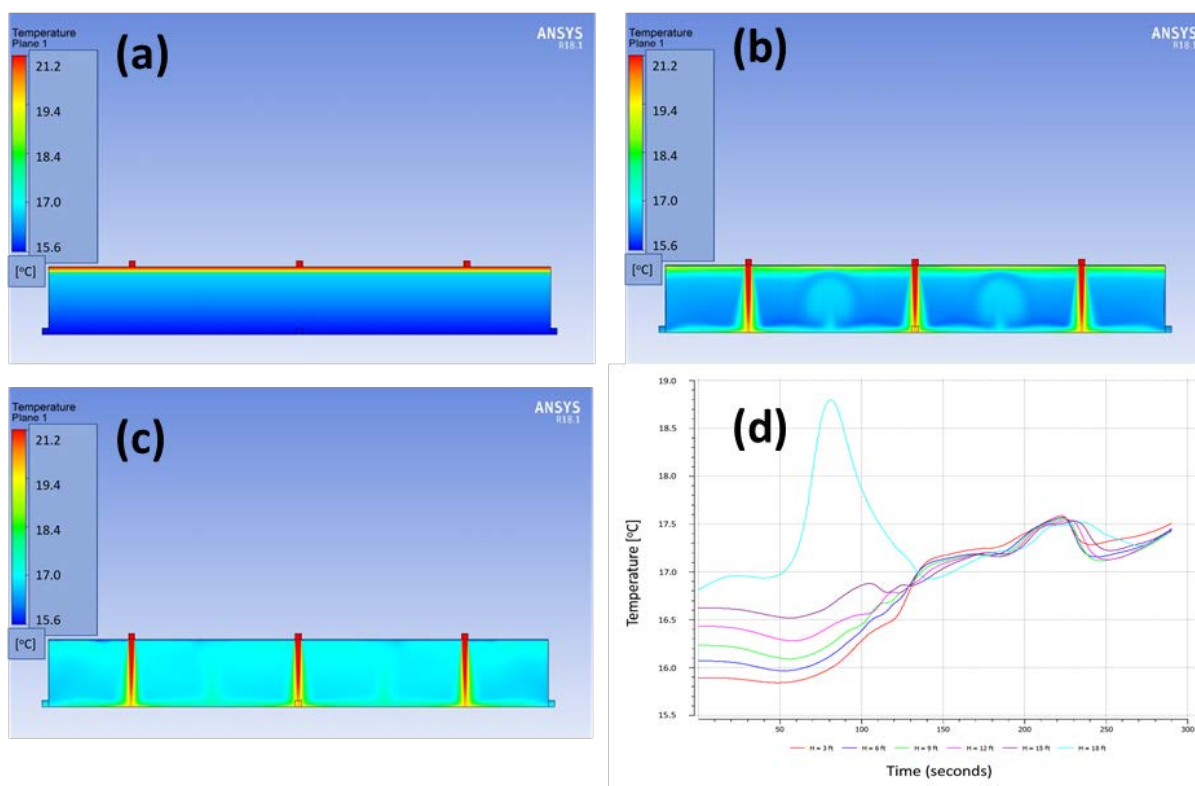 Temperature
Plane 1
21.2
19.4
18.4
17.0
15.6
[°C]
(a)
ANSYS
R18.1
Temperature
Plane 1
21.2
19.4
18.4
17.0
15.6
[°C]
(b)
ANSYS
R18.1
Temperature
Plane 1
21.2
19.4
18.4
17.0
15.6
[°C]
(c)
ANSYS
R18.1
(d)
Temperature [°C]
19.0
18.5
18.0
17.5
17.0
16.5
16.0
15.5
50 100 150 200 250 300
H = 3 ft H = 6 ft H = 9 ft H = 12 ft H = 15 ft H = 18 ft
Time (seconds)